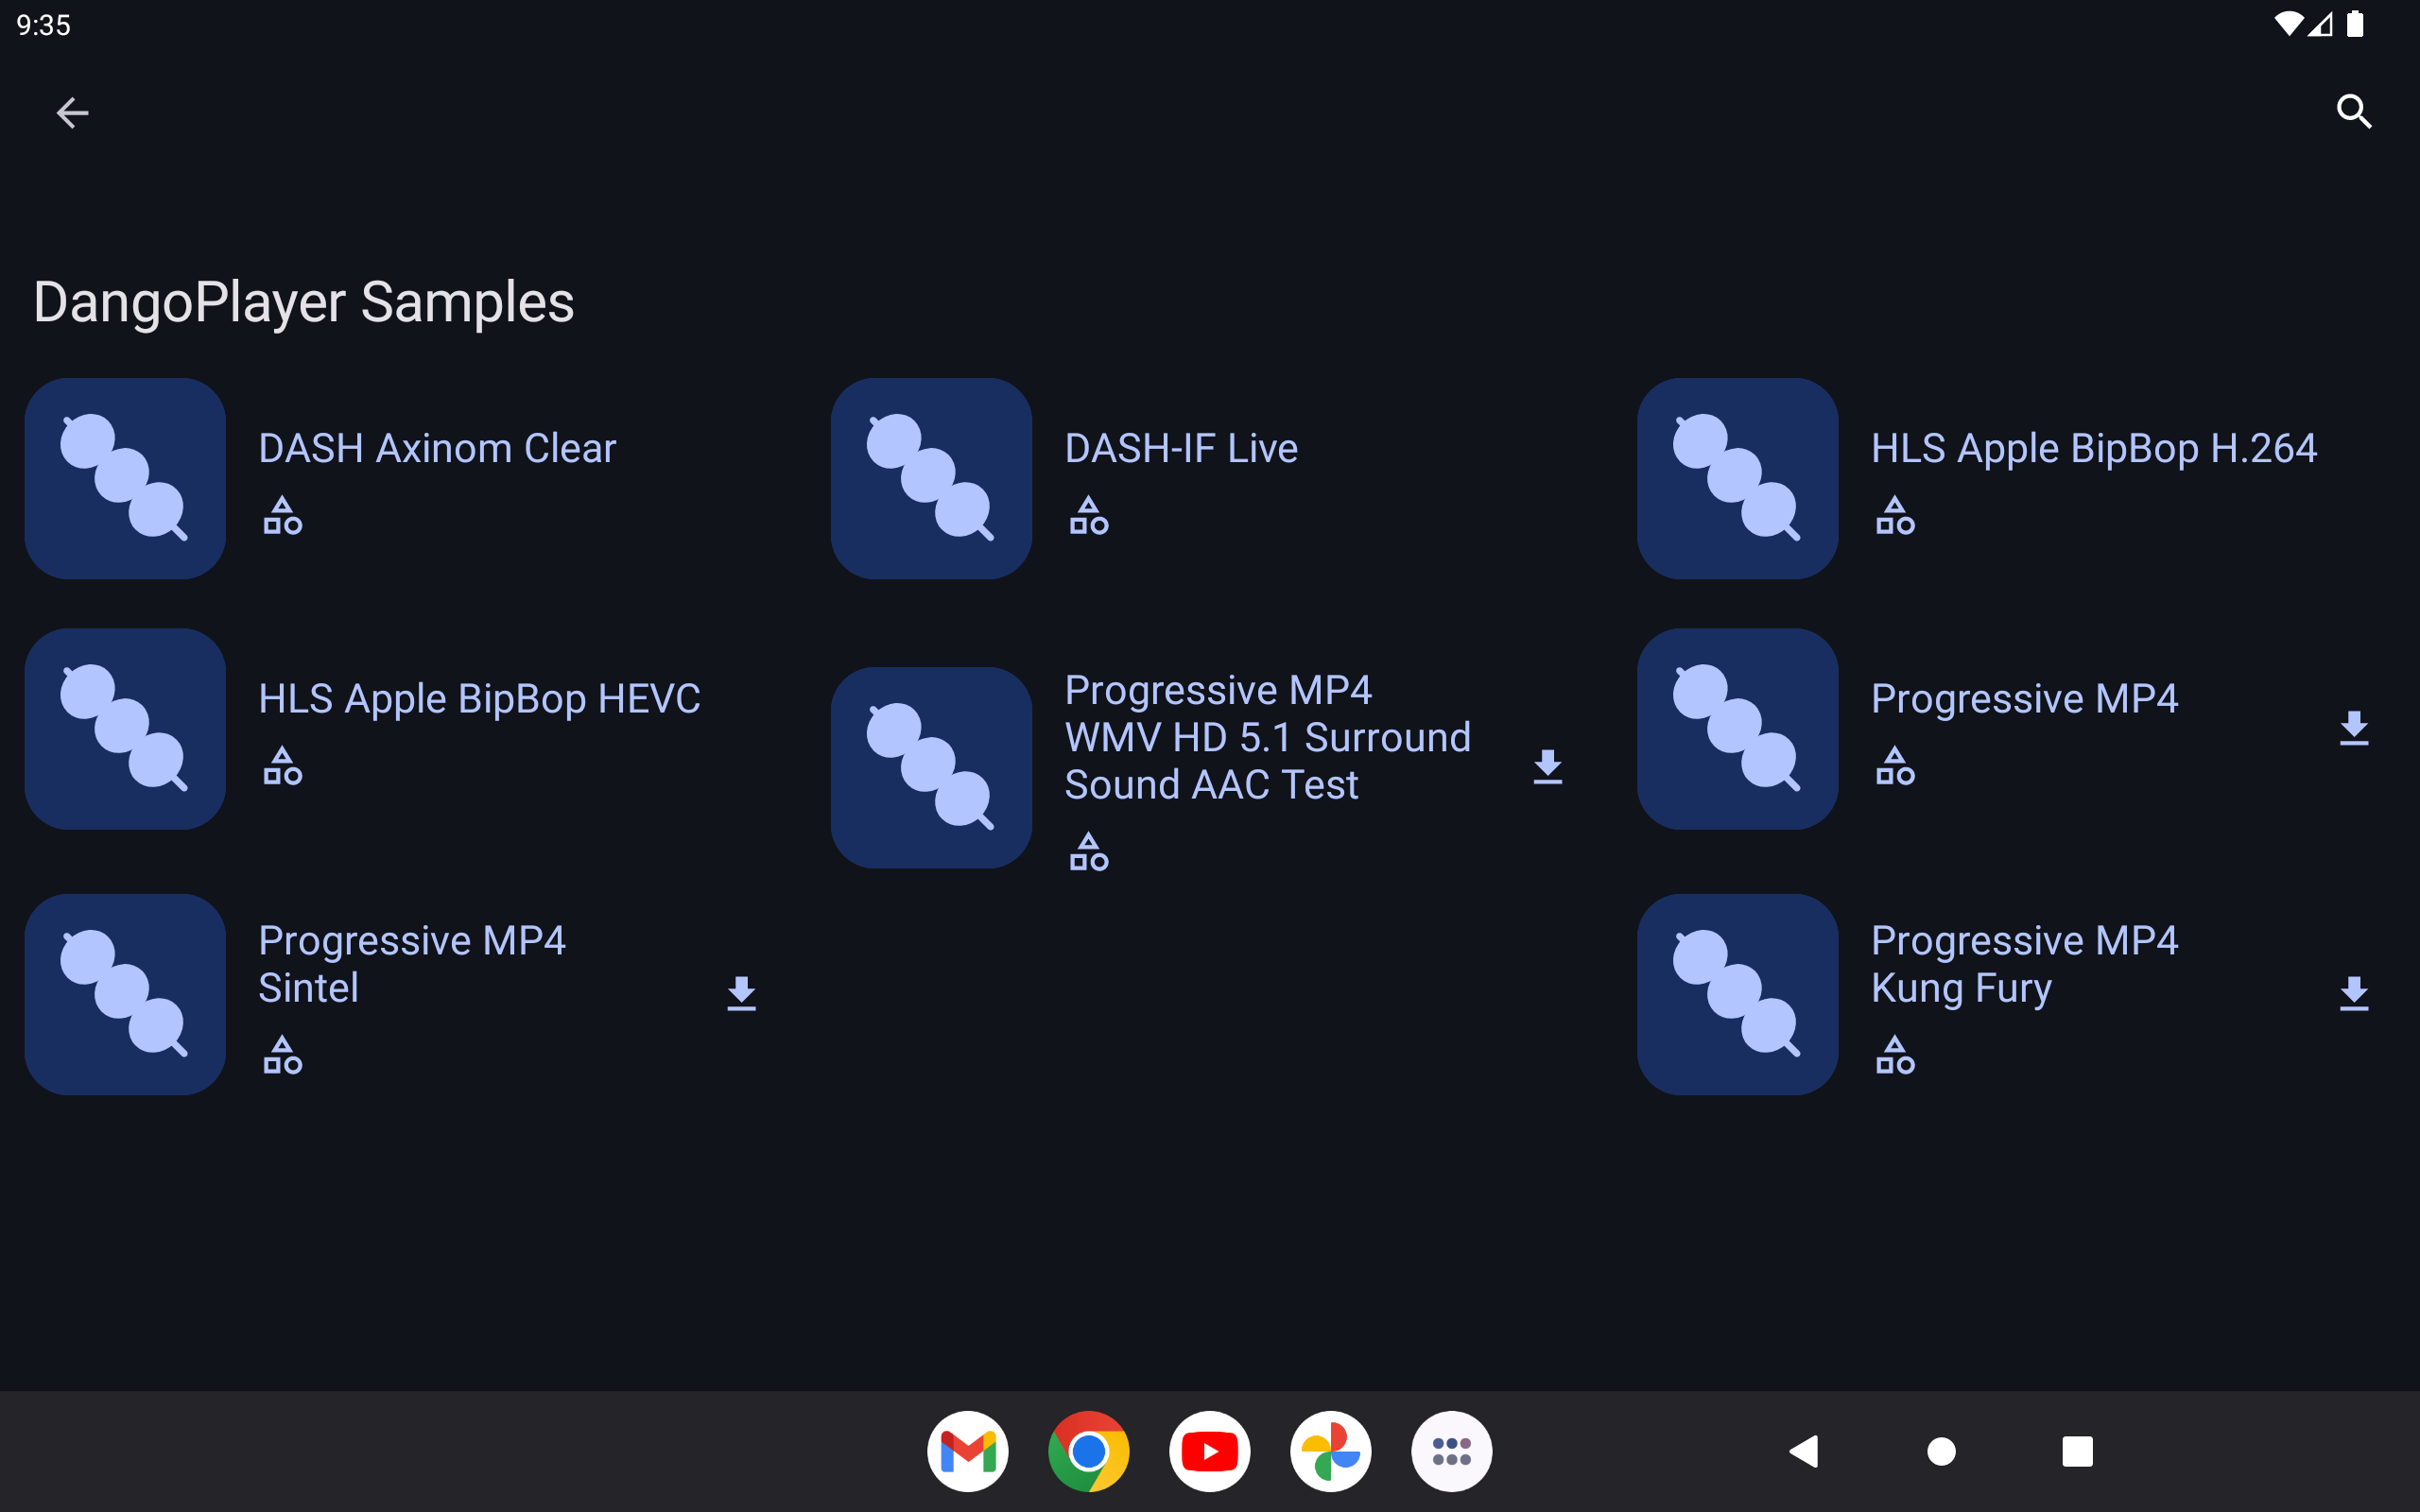 9:35
DangoPlayer Samples
DASH Axinom Clear
DASH-IF Live
HLS Apple BipBop H.264
HLS Apple BipBop HEVC
Progressive MP4
WMV HD 5.1 Surround
Sound AAC Test
Progressive MP4
Progressive MP4
Sintel
Progressive MP4
Kung Fury